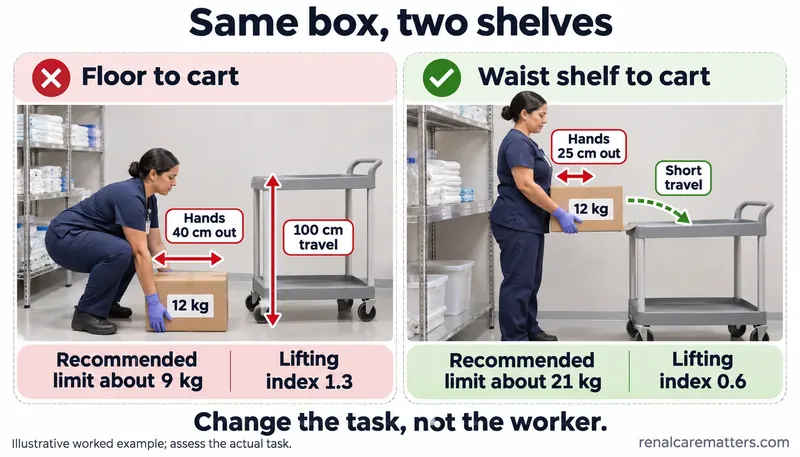 Same box, two shelves
Floor to cart
Waist shelf to cart
Hands
40 cm out
12 kg
100 cm
travel
Hands
25 cm out
12 kg
Short
travel
Recommended
limit about 9 kg
Lifting
index 1.3
Recommended
limit about 21 kg
Lifting
index 0.6
Change the task, not the worker.
Illustrative worked example; assess the actual task.
renalcarematters.com